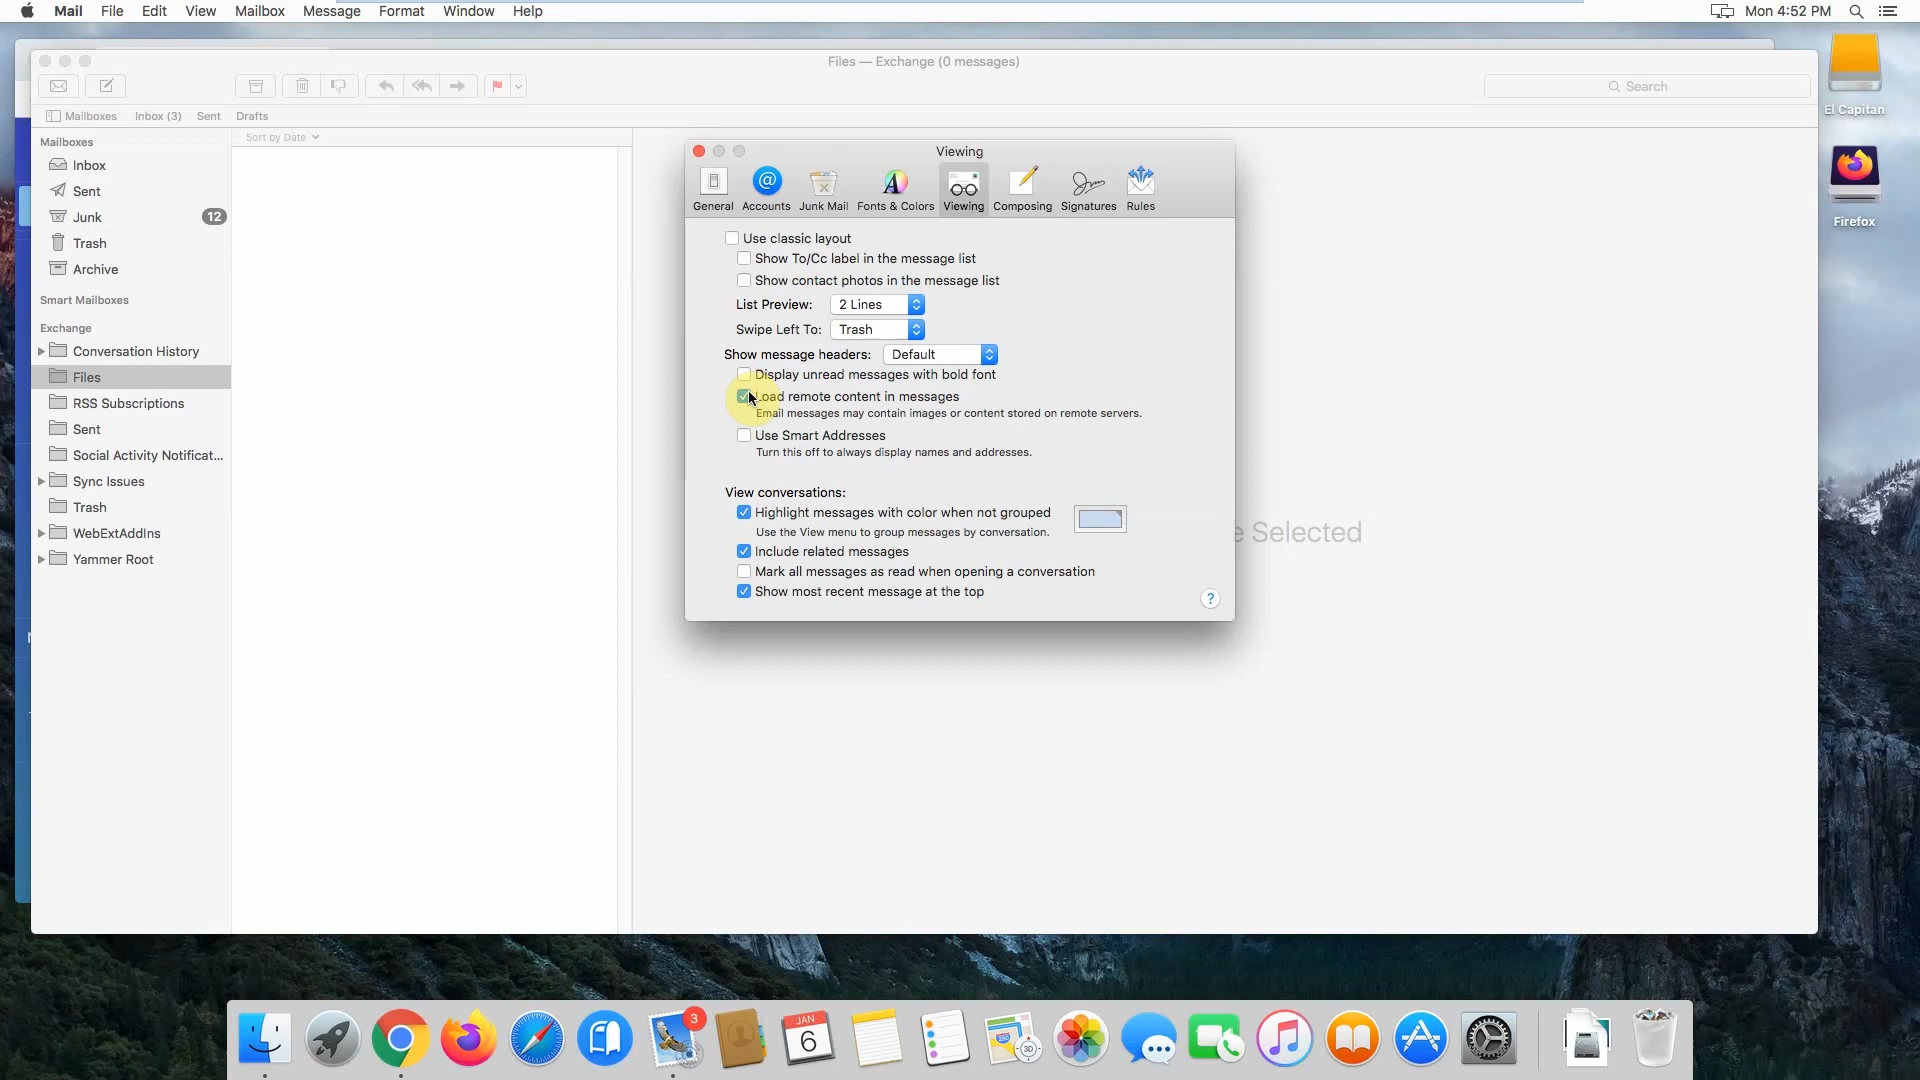 Mail File Edit View Mailbox Message Format Window Help
Mon 4:52 PM
Files — Exchange (0 messages)
Search
Mailboxes Inbox (3) Sent Drafts
Mailboxes
Inbox
Sent
Junk 12
Trash
Archive
Smart Mailboxes
Exchange
Conversation History
Files
RSS Subscriptions
Sent
Social Activity Notificat...
Sync Issues
Trash
WebExtAddIns
Yammer Root
Sort by Date
Viewing
General Accounts Junk Mail Fonts & Colors Viewing Composing Signatures Rules
Use classic layout
Show To/Cc label in the message list
Show contact photos in the message list
List Preview: 2 Lines
Swipe Left To: Trash
Show message headers: Default
Display unread messages with bold font
Load remote content in messages
Email messages may contain images or content stored on remote servers.
Use Smart Addresses
Turn this off to always display names and addresses.
View conversations:
Highlight messages with color when not grouped
Use the View menu to group messages by conversation.
Include related messages
Mark all messages as read when opening a conversation
Show most recent message at the top
?
e Selected
El Capitan
Firefox
3
JAN
6
280
3D